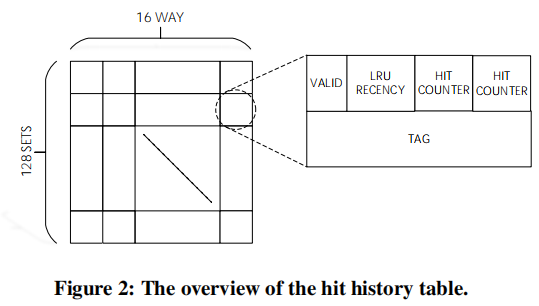 16 WAY
128 SETS
VALID
LRU
RECENCY
HIT
COUNTER
HIT
COUNTER
TAG
Figure 2: The overview of the hit history table.